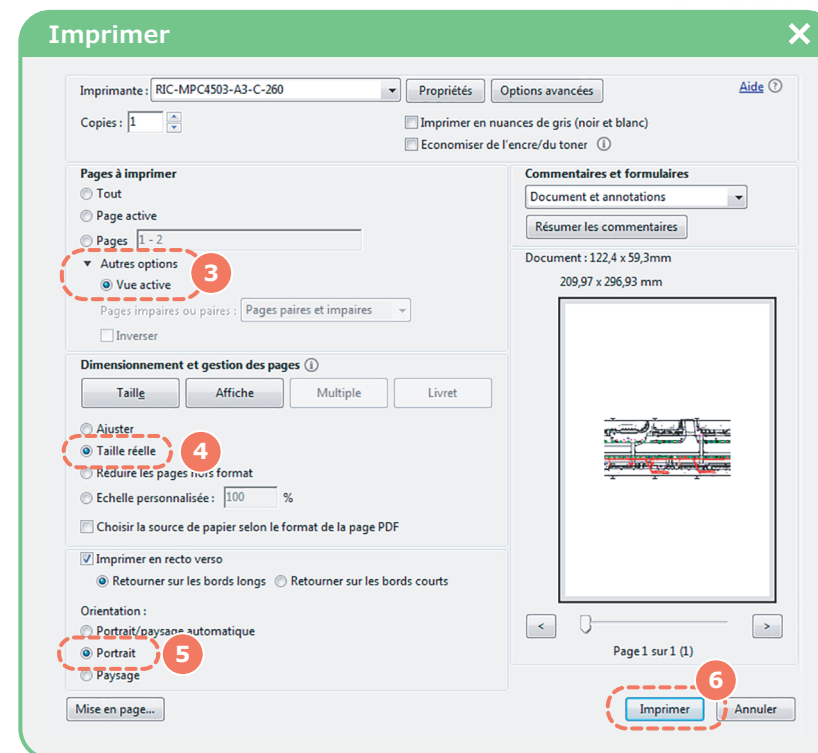 Imprimer
Imprimante : RIC-MPC4503-A3-C-260 Propriétés Options avancées Aide
Copies : 1 Imprimer en nuances de gris (noir et blanc)
Economiser de l'encre/du toner
Pages à imprimer
Tout
Page active
Pages 1 - 2
Autres options
3
Vue active
Pages impaires ou paires : Pages paires et impaires
Inverser
Commentaires et formulaires
Document et annotations
Résumer les commentaires
Document : 122,4 x 59,3mm
209,97 x 296,93 mm
Dimensionnement et gestion des pages
Taille Affiche Multiple Livret
Ajuster
Taille réelle 4
Réduire les pages hors format
Echelle personnalisée : 100 %
Choisir la source de papier selon le format de la page PDF
Imprimer en recto verso
Retourner sur les bords longs Retourner sur les bords courts
Orientation :
Portrait/paysage automatique
Portrait 5
Paysage
< >
Page 1 sur 1 (1)
6
Mise en page... Imprimer Annuler